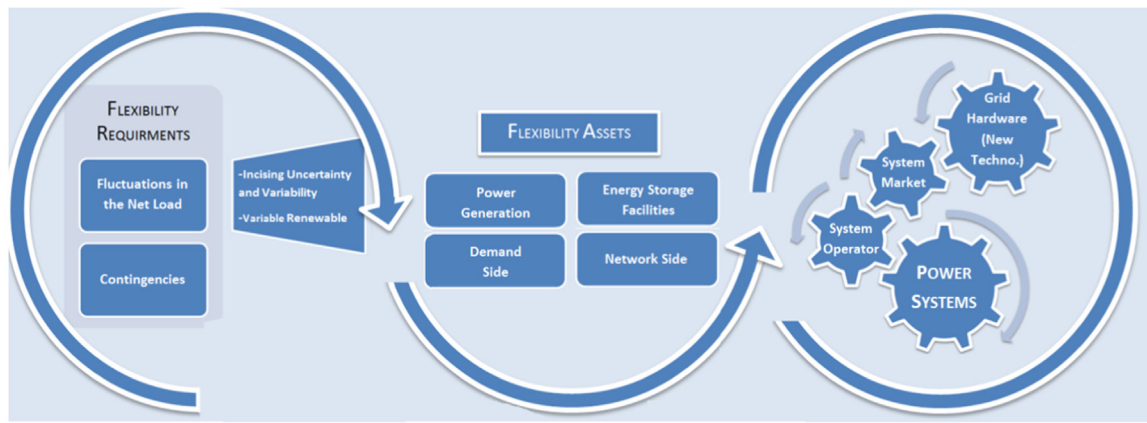 FLEXIBILITY
REQUIRMENTS
Fluctuations in
the Net Load
Contingencies
-Incising Uncertainty
and Variability
-Variable Renewable
FLEXIBILITY ASSETS
Power
Generation
Energy Storage
Facilities
Demand
Side
Network Side
Grid
Hardware
(New
Techno.)
System
Market
System
Operator
POWER
SYSTEMS